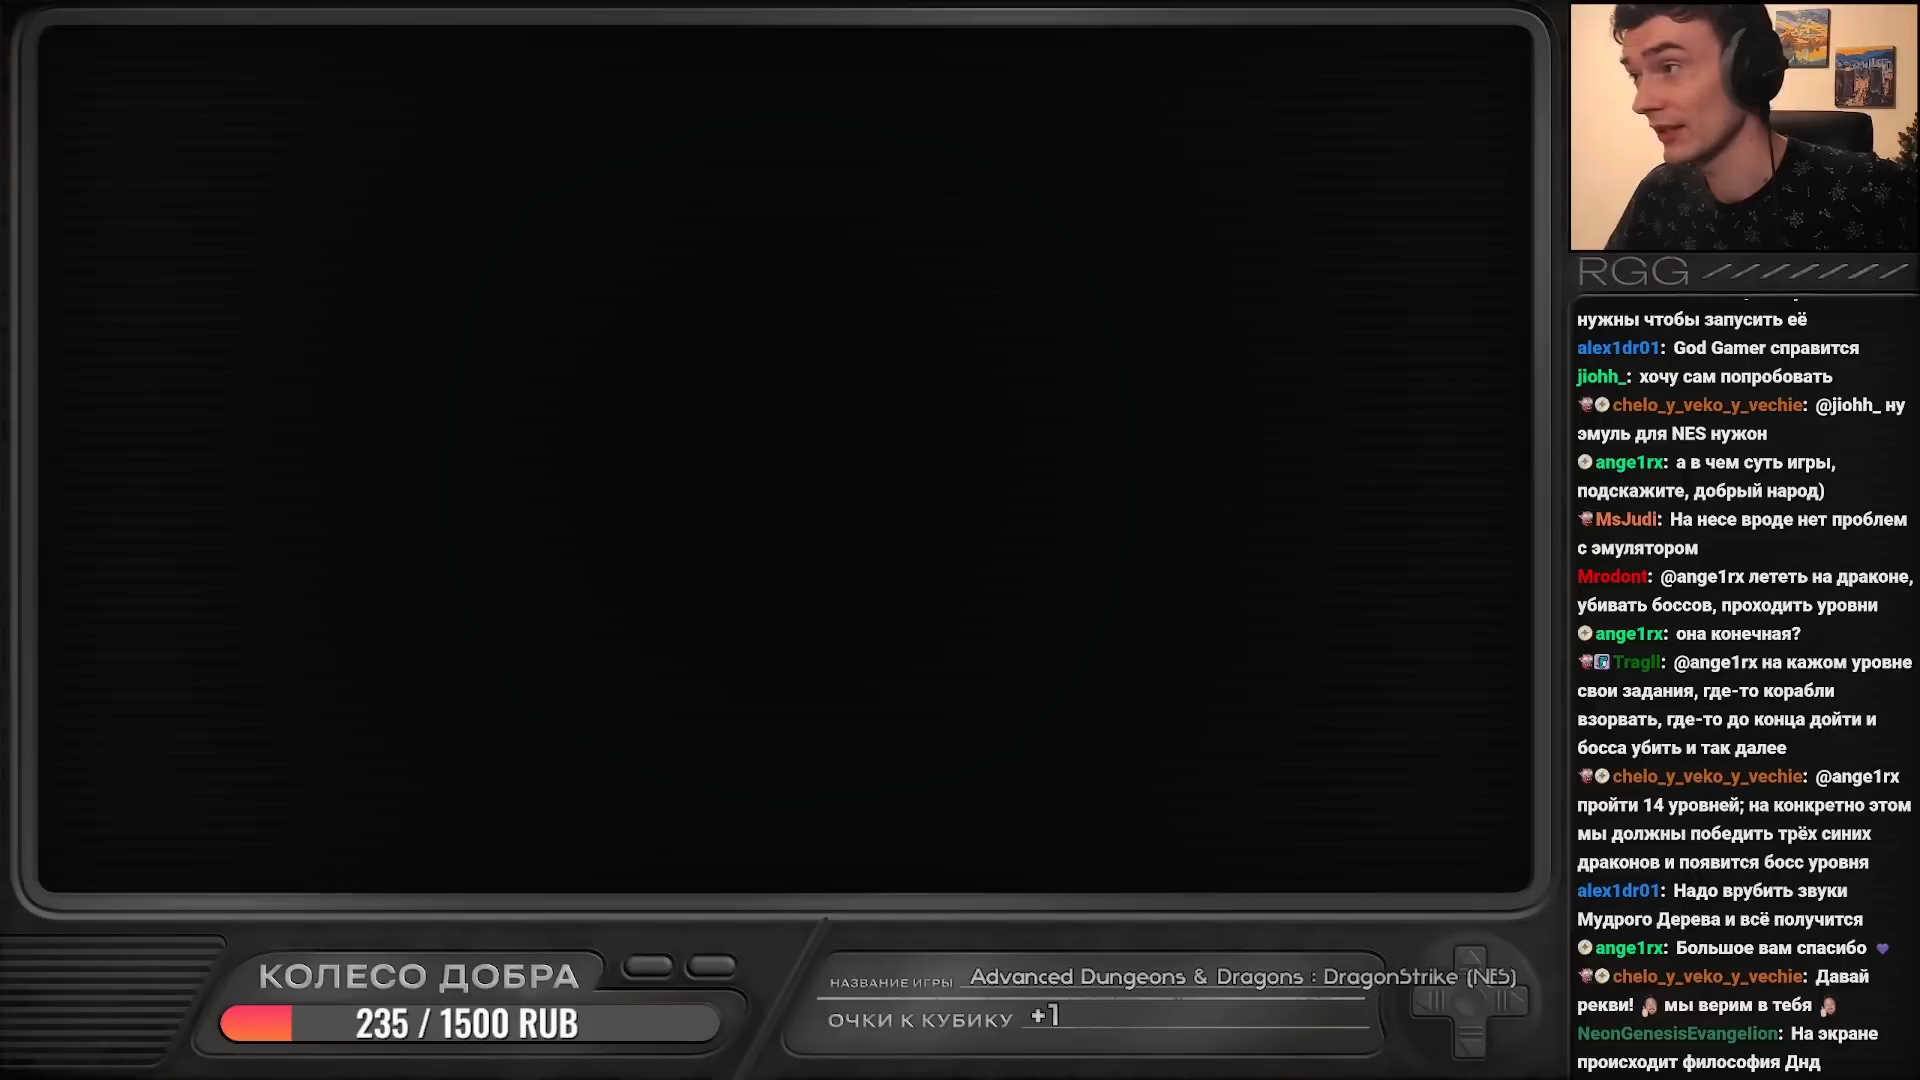 RGG
нужны чтобы запусить её
alex1dr01: God Gamer справится
jiohh_: хочу сам попробовать
chelo_y_veko_y_vechie: @jiohh_ ну
эмуль для NES нужон
ange1rx: а в чем суть игры,
подскажите, добрый народ)
MsJudi: На несе вроде нет проблем
с эмулятором
Mrodont: @ange1rx лететь на драконе,
убивать боссов, проходить уровни
ange1rx: она конечная?
Tragll: @ange1rx на кажом уровне
свои задания, где-то корабли
взорвать, где-то до конца дойти и
босса убить и так далее
chelo_y_veko_y_vechie: @ange1rx
пройти 14 уровней; на конкретно этом
мы должны победить трёх синих
драконов и появится босс уровня
alex1dr01: Надо врубить звуки
Мудрого Дерева и всё получится
ange1rx: Большое вам спасибо
chelo_y_veko_y_vechie: Давай
рекви! мы верим в тебя
NeonGenesisEvangelion: На экране
происходит философия Днд
КОЛЕСО ДОБРА
235 / 1500 RUB
НАЗВАНИЕ ИГРЫ Advanced Dungeons & Dragons : DragonStrike (NES)
ОЧКИ К КУБИКУ +1